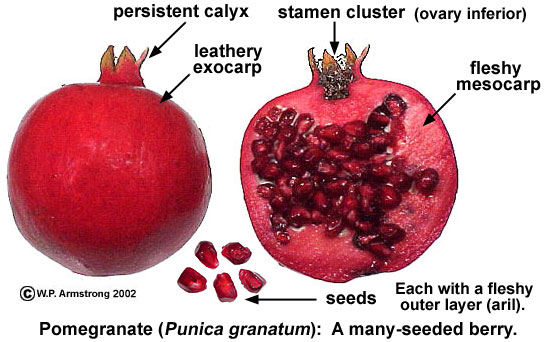 persistent calyx
stamen cluster (ovary inferior)
leathery
exocarp
fleshy
mesocarp
seeds
Each with a fleshy
outer layer (aril).
© W.P. Armstrong 2002
Pomegranate (Punica granatum): A many-seeded berry.